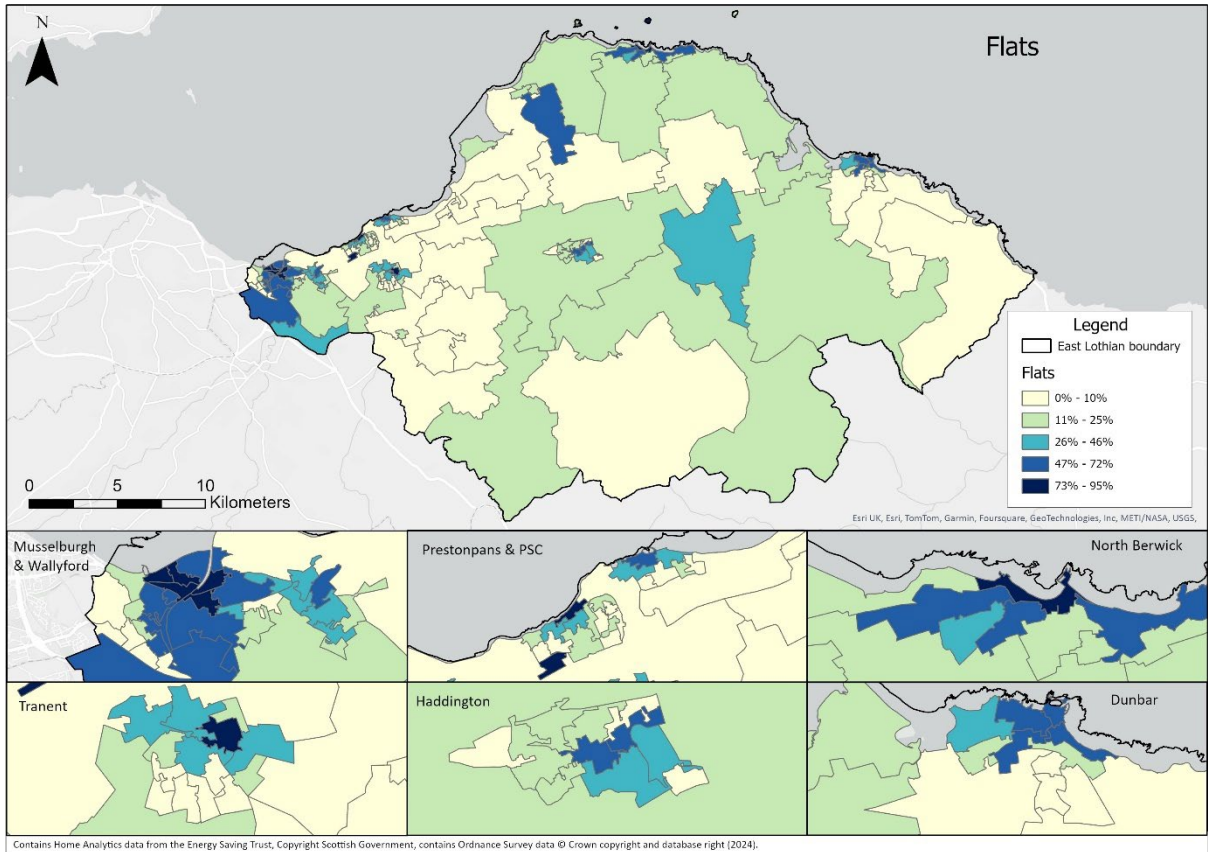 N
Flats
Legend
East Lothian boundary
Flats
0% - 10%
11% - 25%
26% - 46%
47% - 72%
73% - 95%
0 5 10
Kilometers
Esri UK, Esri, TomTom, Garmin, Foursquare, GeoTechnologies, Inc, METI/NASA, USGS,
Musselburgh
& Wallyford
Prestonpans & PSC
North Berwick
Tranent
Haddington
Dunbar
Contains Home Analytics data from the Energy Saving Trust, Copyright Scottish Government, contains Ordnance Survey data © Crown copyright and database right (2024).